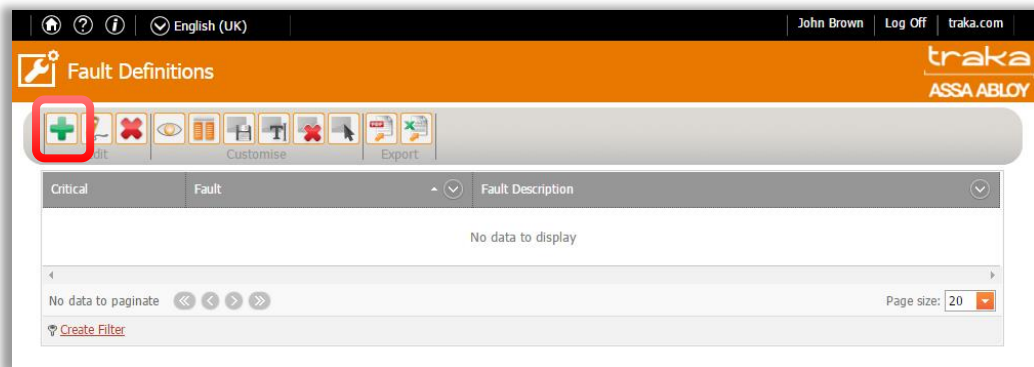 English (UK) John Brown Log Off traka.com
Fault Definitions
traka
ASSA ABLOY
Edit Customise Export
Critical Fault Fault Description
No data to display
No data to paginate Page size: 20
Create Filter